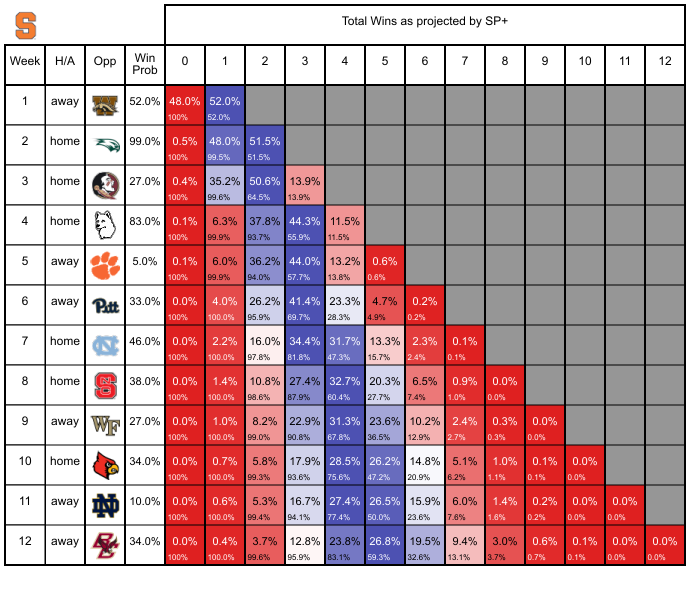 S
Total Wins as projected by SP+
Week H/A Opp Win Prob 0 1 2 3 4 5 6 7 8 9 10 11 12
1 away W 52.0% 48.0% 52.0%
100% 52.0%
2 home 99.0% 0.5% 48.0% 51.5%
100% 99.5% 51.5%
3 home 27.0% 0.4% 35.2% 50.6% 13.9%
100% 99.6% 64.5% 13.9%
4 home 83.0% 0.1% 6.3% 37.8% 44.3% 11.5%
100% 99.9% 93.7% 55.9% 11.5%
5 away 5.0% 0.1% 6.0% 36.2% 44.0% 13.2% 0.6%
100% 99.9% 94.0% 57.7% 13.8% 0.6%
6 away Pitt 33.0% 0.0% 4.0% 26.2% 41.4% 23.3% 4.7% 0.2%
100% 100.0% 95.9% 69.7% 28.3% 4.9% 0.2%
7 home NC 46.0% 0.0% 2.2% 16.0% 34.4% 31.7% 13.3% 2.3% 0.1%
100% 100.0% 97.8% 81.8% 47.3% 15.7% 2.4% 0.1%
8 home S 38.0% 0.0% 1.4% 10.8% 27.4% 32.7% 20.3% 6.5% 0.9% 0.0%
100% 100.0% 98.6% 87.9% 60.4% 27.7% 7.4% 1.0% 0.0%
9 away WF 27.0% 0.0% 1.0% 8.2% 22.9% 31.3% 23.6% 10.2% 2.4% 0.3% 0.0%
100% 100.0% 99.0% 90.8% 67.8% 36.5% 12.9% 2.7% 0.3% 0.0%
10 home 34.0% 0.0% 0.7% 5.8% 17.9% 28.5% 26.2% 14.8% 5.1% 1.0% 0.1% 0.0%
100% 100.0% 99.3% 93.6% 75.6% 47.2% 20.9% 6.2% 1.1% 0.1% 0.0%
11 away ND 10.0% 0.0% 0.6% 5.3% 16.7% 27.4% 26.5% 15.9% 6.0% 1.4% 0.2% 0.0% 0.0%
100% 100.0% 99.4% 94.1% 77.4% 50.0% 23.6% 7.6% 1.6% 0.2% 0.0% 0.0%
12 away BC 34.0% 0.0% 0.4% 3.7% 12.8% 23.8% 26.8% 19.5% 9.4% 3.0% 0.6% 0.1% 0.0% 0.0%
100% 100.0% 99.6% 95.9% 83.1% 59.3% 32.6% 13.1% 3.7% 0.7% 0.1% 0.0% 0.0%